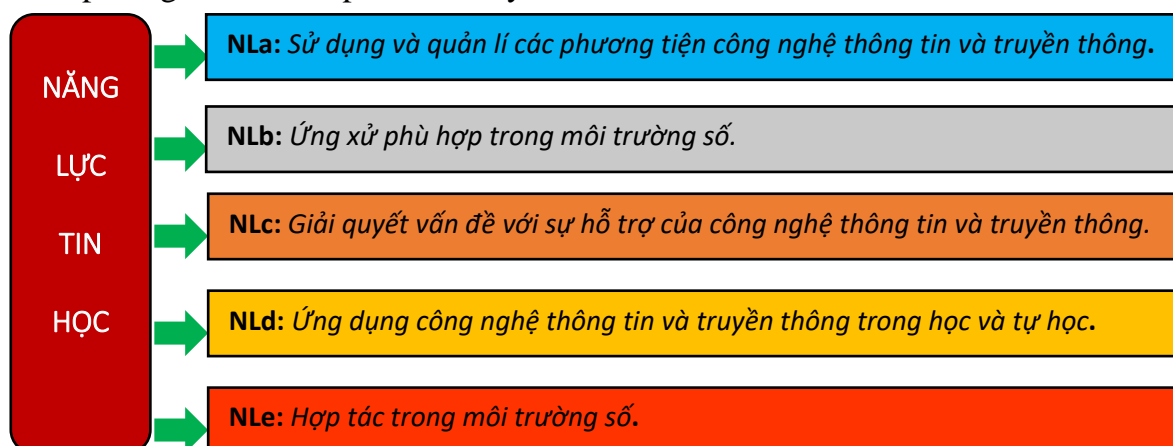 NĂNG
LỰC
TIN
HỌC
NLa: Sử dụng và quản lí các phương tiện công nghệ thông tin và truyền thông.
NLb: Ứng xử phù hợp trong môi trường số.
NLc: Giải quyết vấn đề với sự hỗ trợ của công nghệ thông tin và truyền thông.
NLd: Ứng dụng công nghệ thông tin và truyền thông trong học và tự học.
NLe: Hợp tác trong môi trường số.